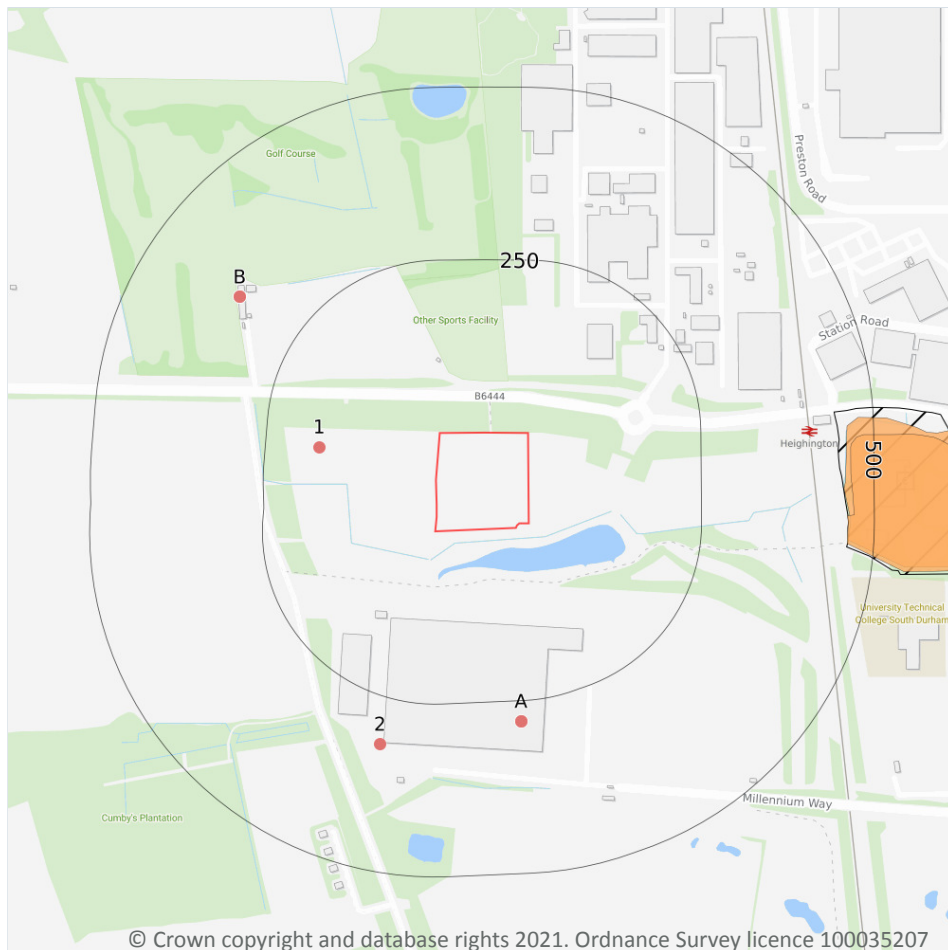 Golf Course
Preston Road
250
B
Other Sports Facility
Station Road
B6444
1
Heighington
500
University Technical
College South Durham
A
2
Millennium Way
Cumby's Plantation
© Crown copyright and database rights 2021. Ordnance Survey licence 100035207